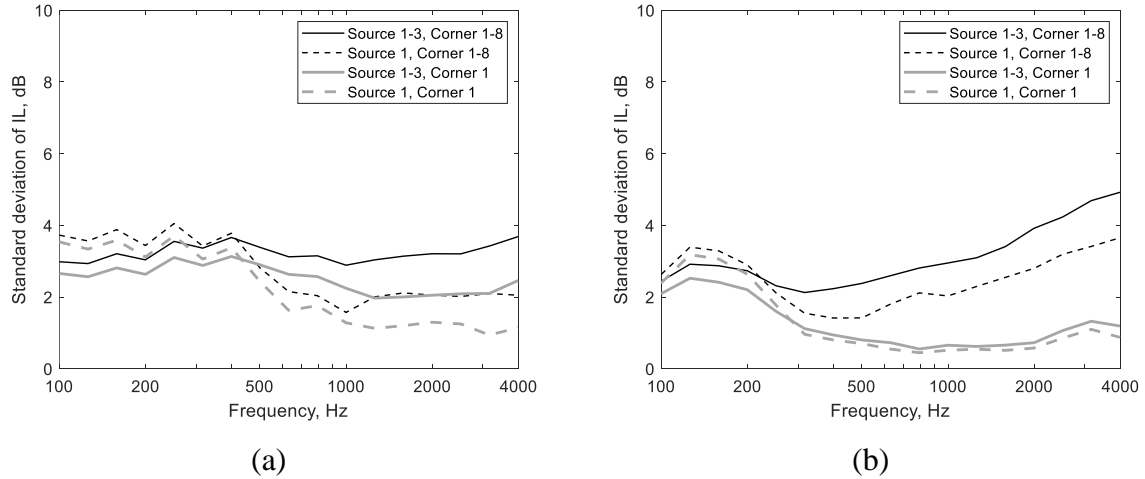 10
8
6
4
2
0
Standard deviation of IL, dB
Source 1-3, Corner 1-8
Source 1, Corner 1-8
Source 1-3, Corner 1
Source 1, Corner 1
100 200 500 1000 2000 4000
Frequency, Hz
(a)
10
8
6
4
2
0
Standard deviation of IL, dB
Source 1-3, Corner 1-8
Source 1, Corner 1-8
Source 1-3, Corner 1
Source 1, Corner 1
100 200 500 1000 2000 4000
Frequency, Hz
(b)